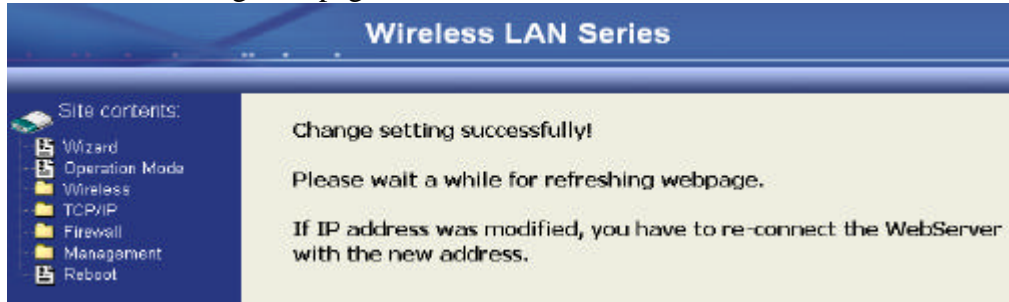 Wireless LAN Series
Site contents:
Wizard
Operation Mode
Wireless
TCP/IP
Firewall
Management
Reboot
Change setting successfully!
Please wait a while for refreshing webpage.
If IP address was modified, you have to re-connect the WebServer
with the new address.